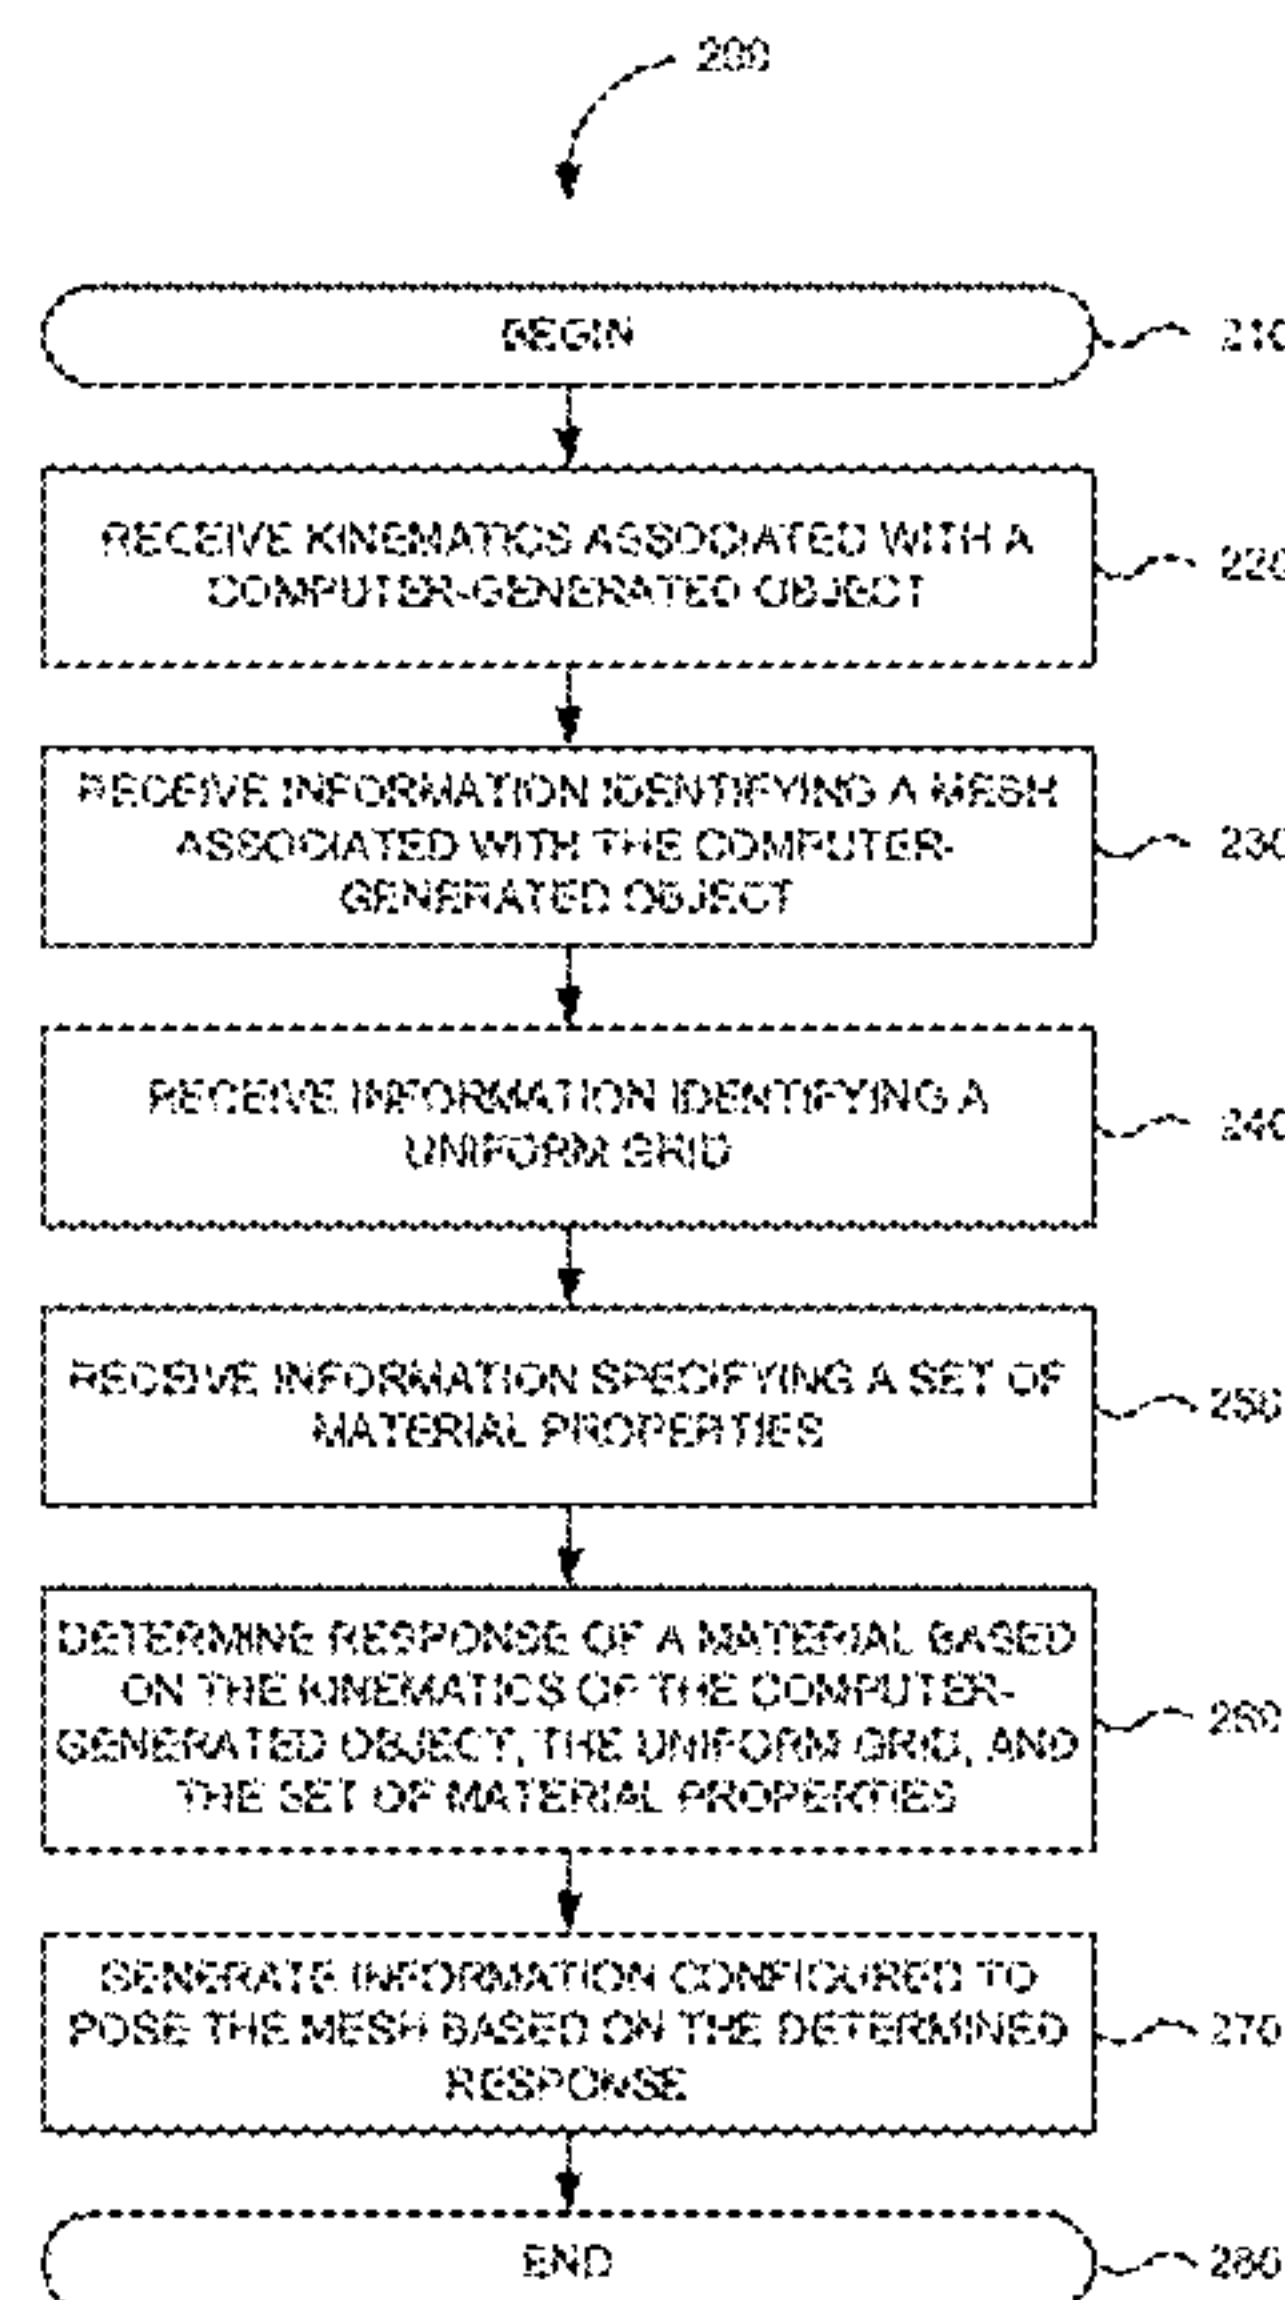 200
BEGIN
210
RECEIVE KINEMATICS ASSOCIATED WITH A
COMPUTER-GENERATED OBJECT
220
RECEIVE INFORMATION IDENTIFYING A MESH
ASSOCIATED WITH THE COMPUTER-
GENERATED OBJECT
230
RECEIVE INFORMATION IDENTIFYING A
UNIFORM GRID
240
RECEIVE INFORMATION SPECIFYING A SET OF
MATERIAL PROPERTIES
250
DETERMINE RESPONSE OF A MATERIAL BASED
ON THE KINEMATICS OF THE COMPUTER-
GENERATED OBJECT, THE UNIFORM GRID, AND
THE SET OF MATERIAL PROPERTIES
260
GENERATE INFORMATION CONFIGURED TO
POSE THE MESH BASED ON THE DETERMINED
RESPONSE
270
END
280